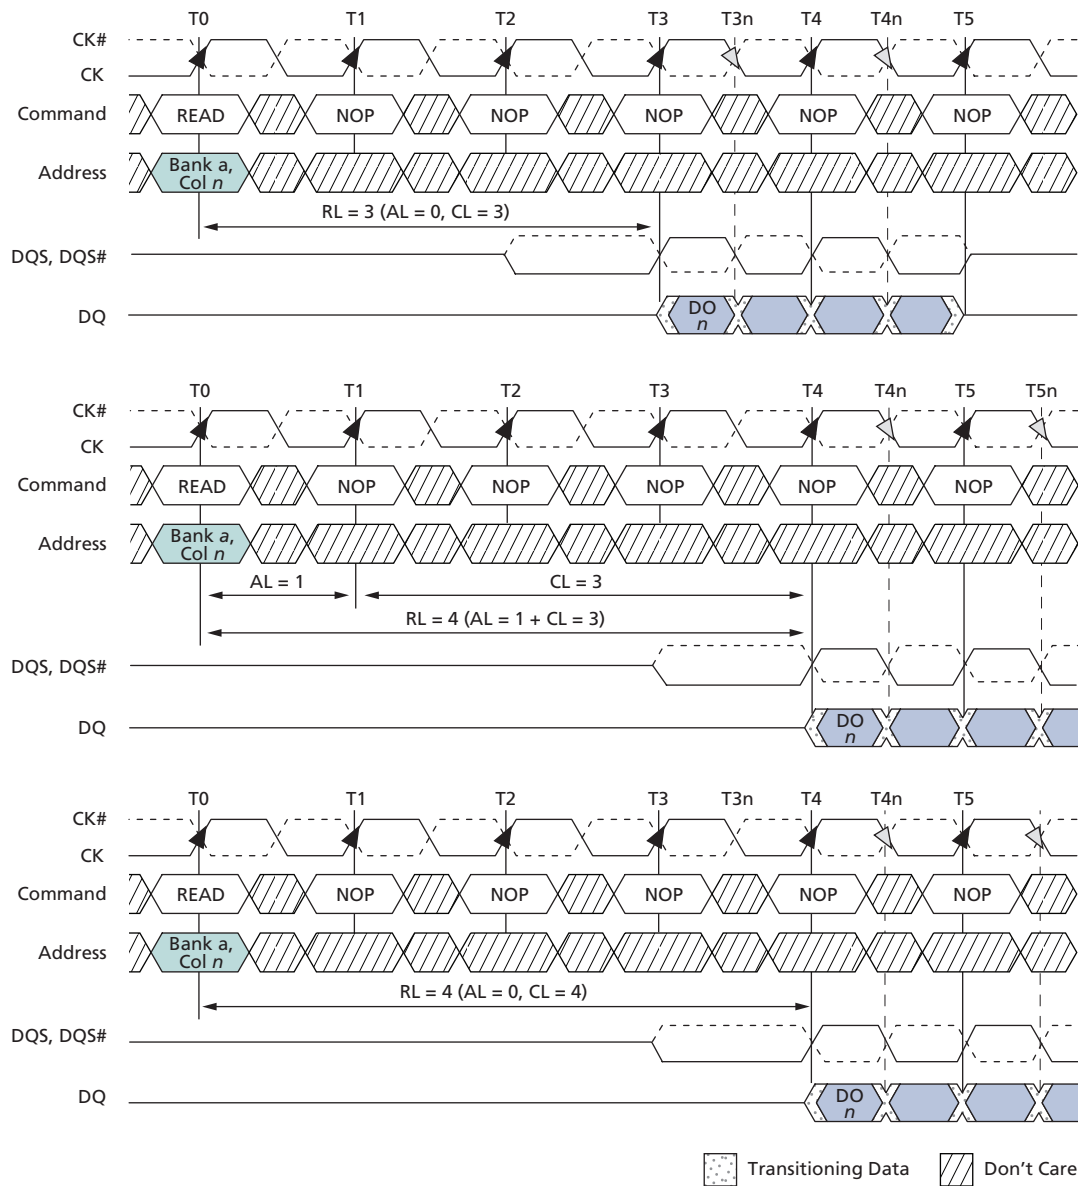 T0 T1 T2 T3 T3n T4 T4n T5
CK#
CK
Command READ NOP NOP NOP NOP NOP
Address Bank a,
Col n
RL = 3 (AL = 0, CL = 3)
DQS, DQS#
DQ DO
n
T0 T1 T2 T3 T4 T4n T5 T5n
CK#
CK
Command READ NOP NOP NOP NOP NOP
Address Bank a,
Col n
AL = 1 CL = 3
RL = 4 (AL = 1 + CL = 3)
DQS, DQS#
DQ DO
n
T0 T1 T2 T3 T3n T4 T4n T5
CK#
CK
Command READ NOP NOP NOP NOP NOP
Address Bank a,
Col n
RL = 4 (AL = 0, CL = 4)
DQS, DQS#
DQ DO
n
Transitioning Data Don't Care